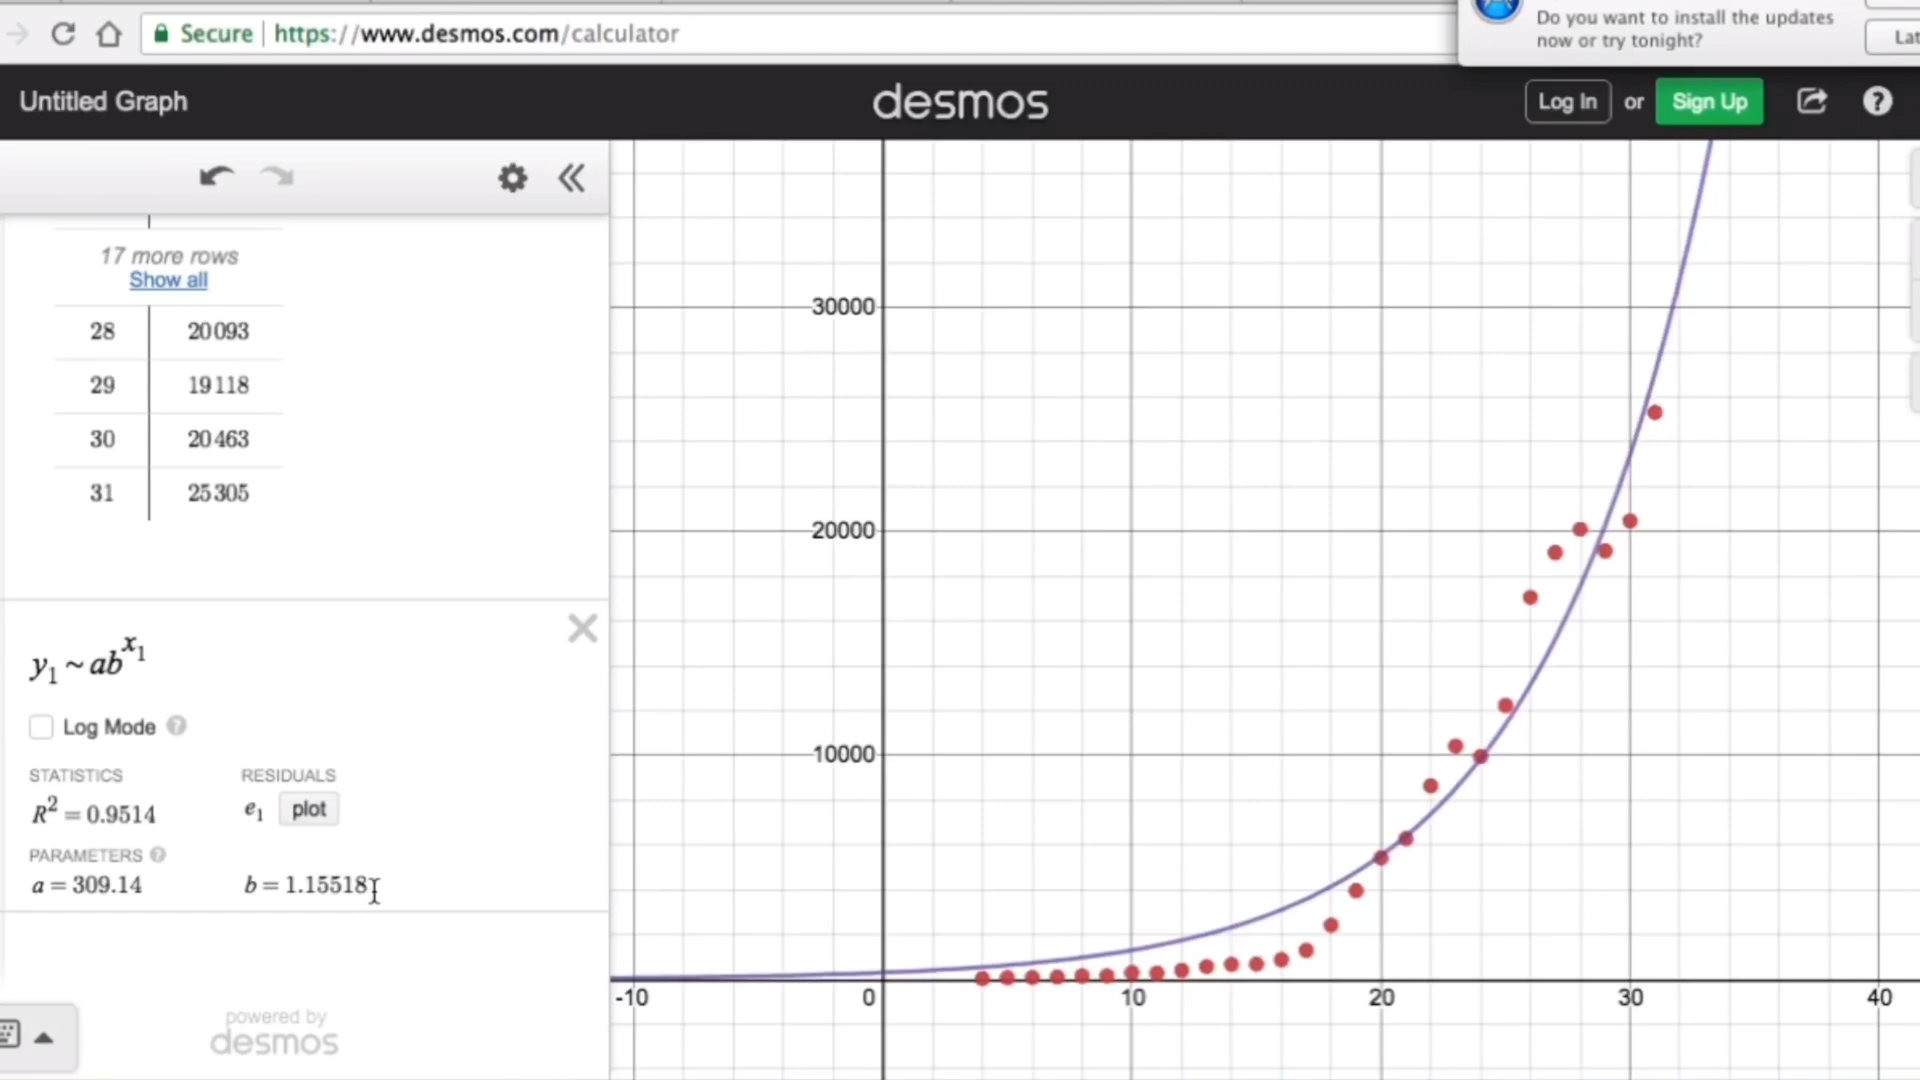 Do you want to install the updates
now or try tonight?
Lat
Secure | https://www.desmos.com/calculator
Untitled Graph
desmos
Log In or Sign Up
17 more rows
Show all
28 20093
29 19118
30 20463
31 25305
y₁ ~ ab^x₁
Log Mode ?
STATISTICS RESIDUALS
R² = 0.9514 e₁ plot
PARAMETERS ?
a = 309.14 b = 1.15518
powered by
desmos
30000
20000
10000
-10 0 10 20 30 40